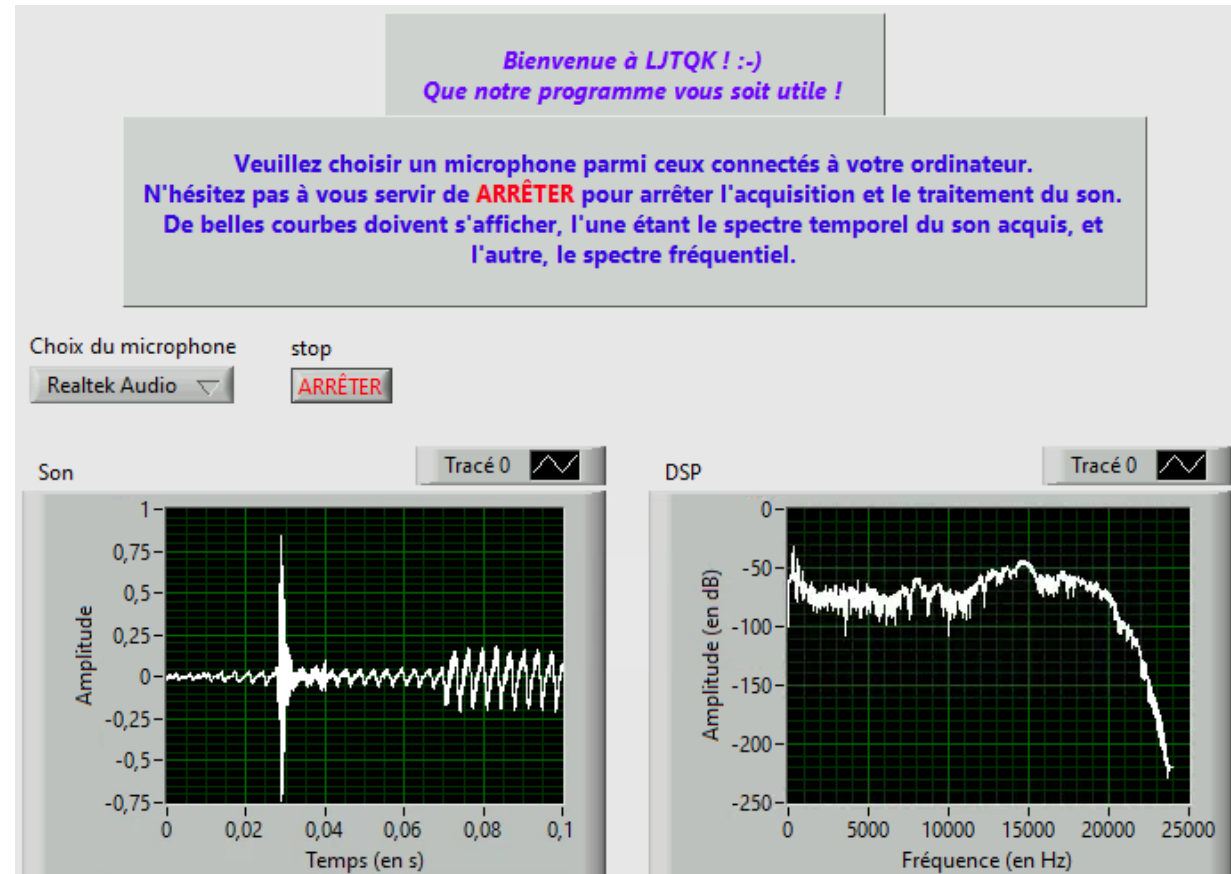 Bienvenue à LJTQK ! :-)
Que notre programme vous soit utile !
Veuillez choisir un microphone parmi ceux connectés à votre ordinateur.
N'hésitez pas à vous servir de ARRÊTER pour arrêter l'acquisition et le traitement du son.
De belles courbes doivent s'afficher, l'une étant le spectre temporel du son acquis, et
l'autre, le spectre fréquentiel.
Choix du microphone
Realtek Audio
stop
ARRÊTER
Son
Tracé 0
Amplitude
1
0,75
0,5
0,25
0
-0,25
-0,5
-0,75
0 0,02 0,04 0,06 0,08 0,1
Temps (en s)
DSP
Tracé 0
Amplitude (en dB)
0
-50
-100
-150
-200
-250
0 5000 10000 15000 20000 25000
Fréquence (en Hz)